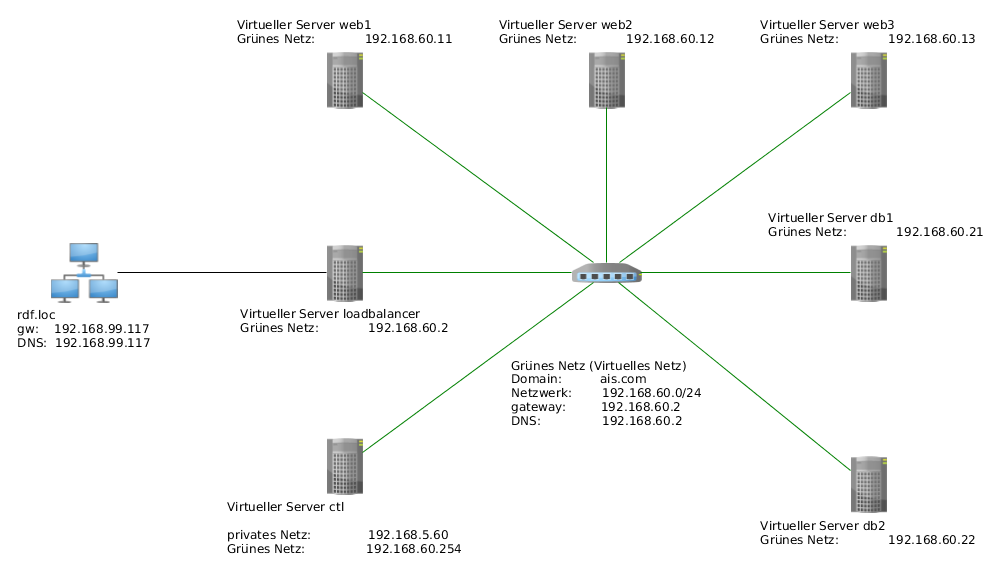 Virtueller Server web1
Grünes Netz: 192.168.60.11
Virtueller Server web2
Grünes Netz: 192.168.60.12
Virtueller Server web3
Grünes Netz: 192.168.60.13
Virtueller Server db1
Grünes Netz: 192.168.60.21
rdf.loc
gw: 192.168.99.117
DNS: 192.168.99.117
Virtueller Server loadbalancer
Grünes Netz: 192.168.60.2
Grünes Netz (Virtuelles Netz)
Domain: ais.com
Netzwerk: 192.168.60.0/24
gateway: 192.168.60.2
DNS: 192.168.60.2
Virtueller Server ctl
privates Netz: 192.168.5.60
Grünes Netz: 192.168.60.254
Virtueller Server db2
Grünes Netz: 192.168.60.22